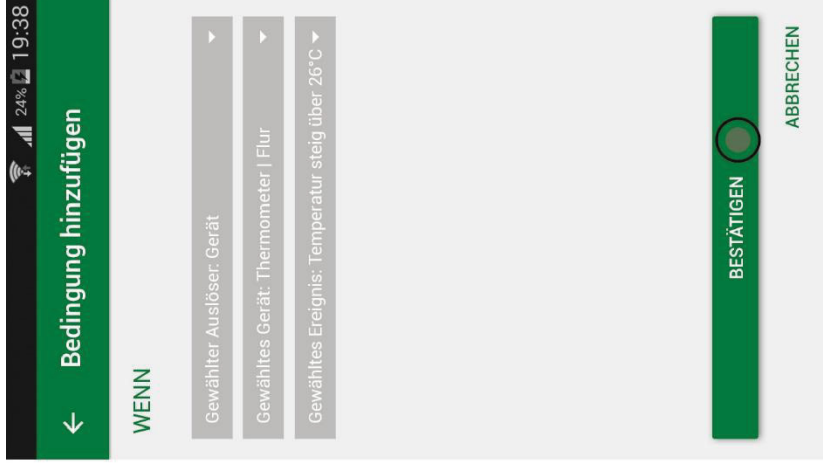 24% 19:38
Bedingung hinzufügen
WENN
Gewählter Auslöser: Gerät
Gewähltes Gerät: Thermometer | Flur
Gewähltes Ereignis: Temperatur steig über 26°C
BESTÄTIGEN
ABBRECHEN